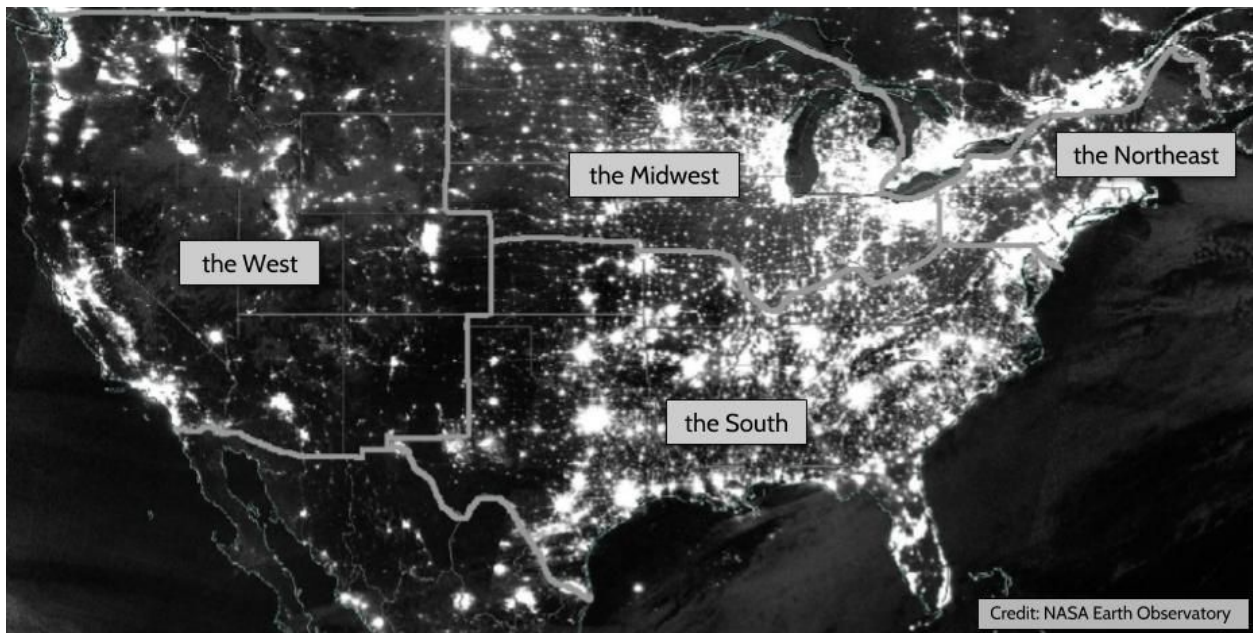 the Midwest
the Northeast
the West
the South
Credit: NASA Earth Observatory